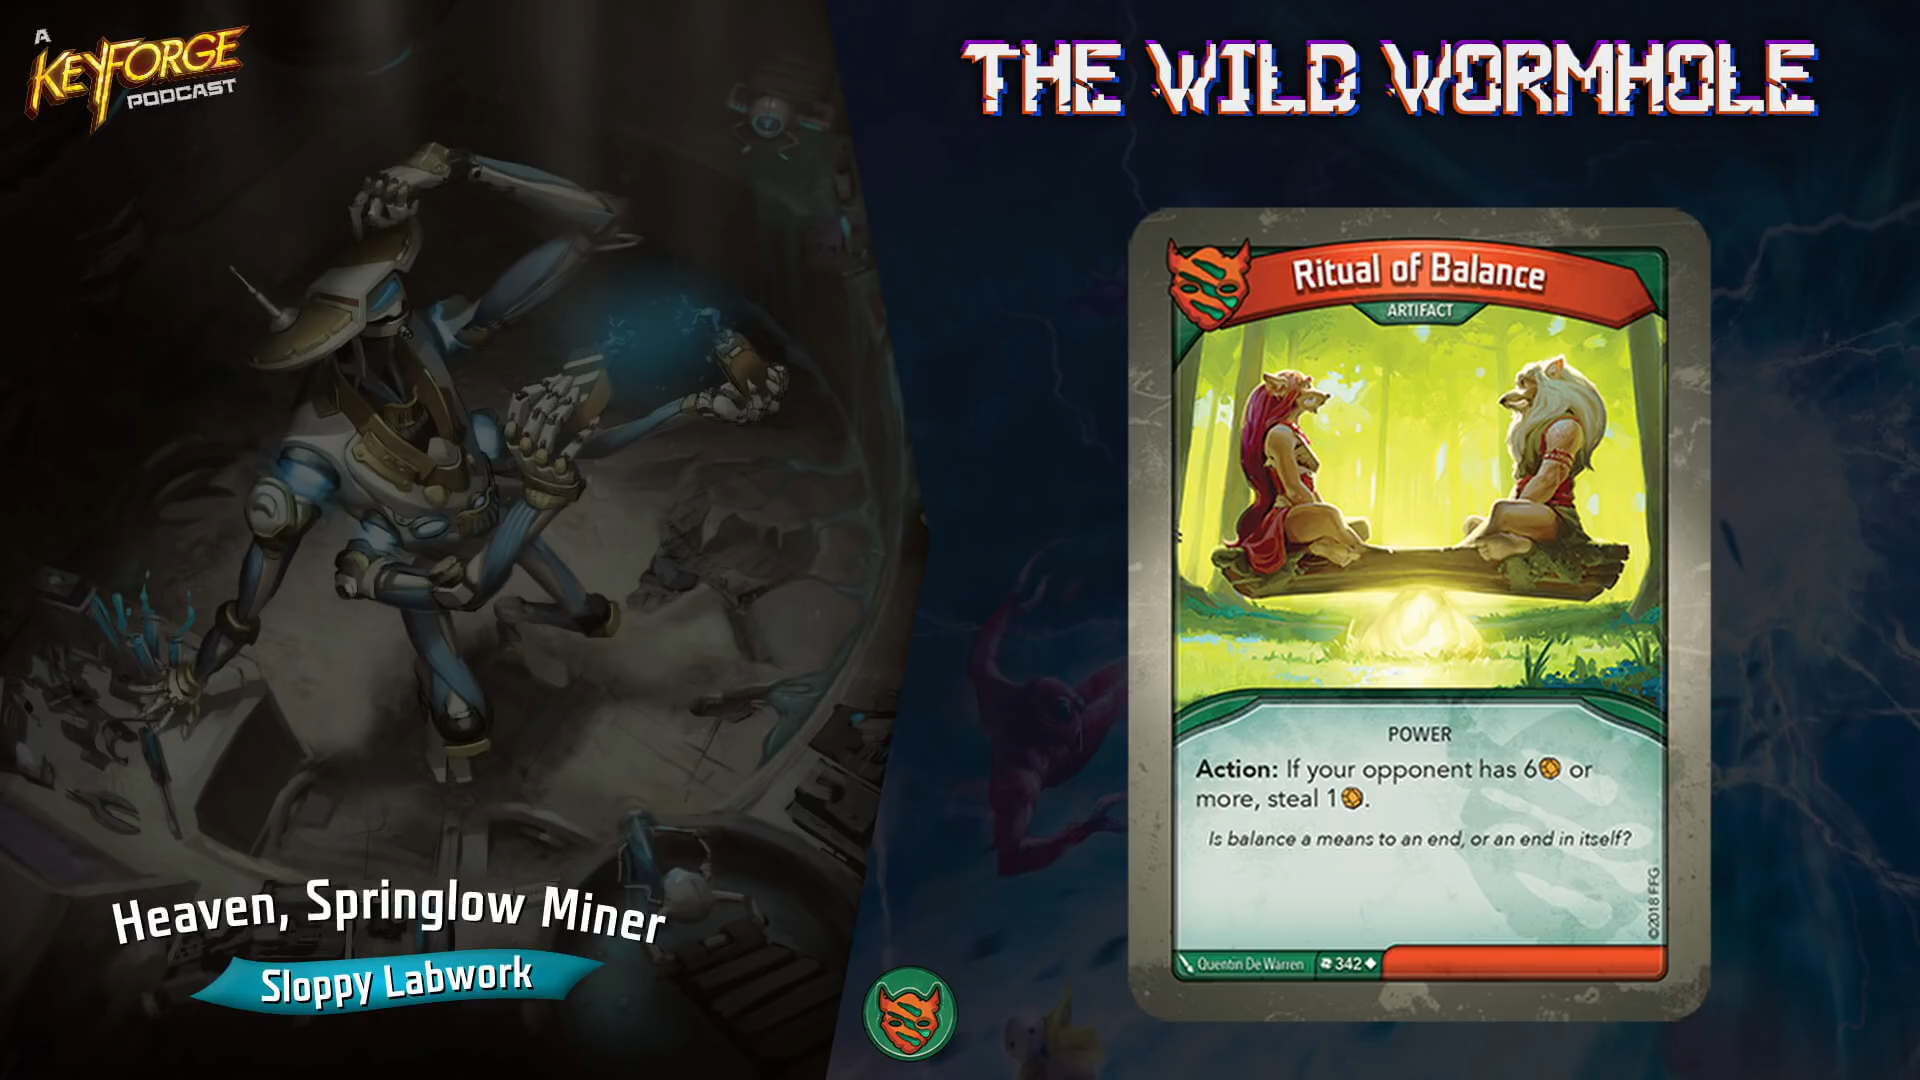 A
KEYFORGE
PODCAST
THE WILD WORMHOLE
Ritual of Balance
ARTIFACT
POWER
Action: If your opponent has 6 or
more, steal 1.
Is balance a means to an end, or an end in itself?
©2018 FFG
Quentin De Warren
342
Heaven, Springlow Miner
Sloppy Labwork